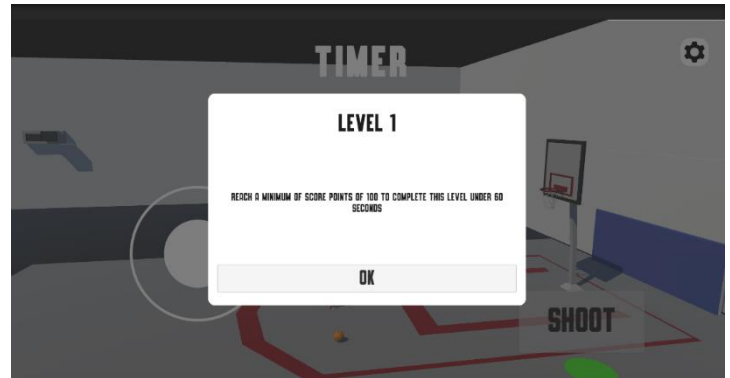 TIMER
LEVEL 1
REACH A MINIMUM OF SCORE POINTS OF 100 TO COMPLETE THIS LEVEL UNDER 60
SECONDS
OK
SHOOT